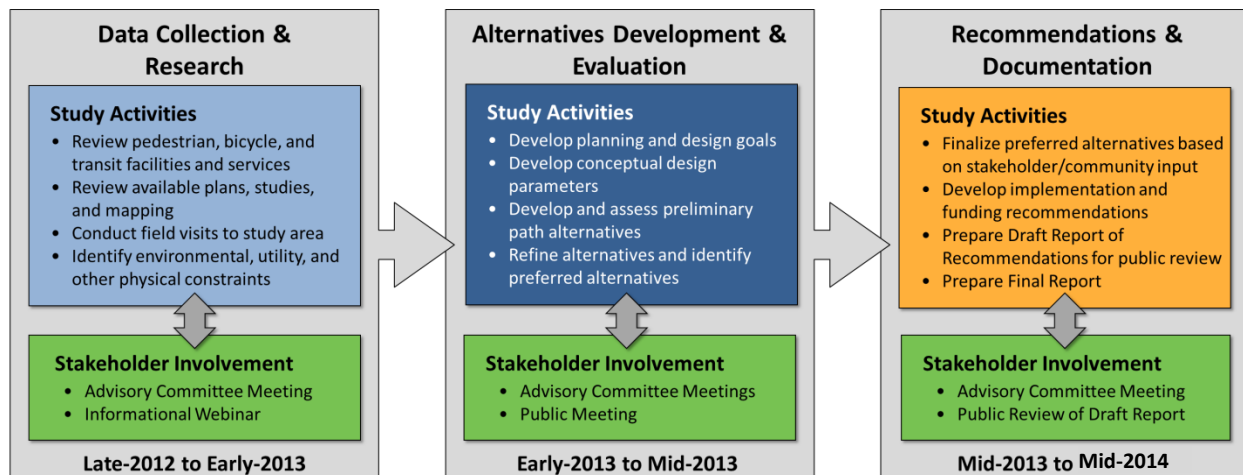 Data Collection &
Research
Study Activities
• Review pedestrian, bicycle, and
transit facilities and services
• Review available plans, studies,
and mapping
• Conduct field visits to study area
• Identify environmental, utility, and
other physical constraints
Stakeholder Involvement
• Advisory Committee Meeting
• Informational Webinar
Late-2012 to Early-2013
Alternatives Development &
Evaluation
Study Activities
• Develop planning and design goals
• Develop conceptual design
parameters
• Develop and assess preliminary
path alternatives
• Refine alternatives and identify
preferred alternatives
Stakeholder Involvement
• Advisory Committee Meetings
• Public Meeting
Early-2013 to Mid-2013
Recommendations &
Documentation
Study Activities
• Finalize preferred alternatives based
on stakeholder/community input
• Develop implementation and
funding recommendations
• Prepare Draft Report of
Recommendations for public review
• Prepare Final Report
Stakeholder Involvement
• Advisory Committee Meeting
• Public Review of Draft Report
Mid-2013 to Mid-2014